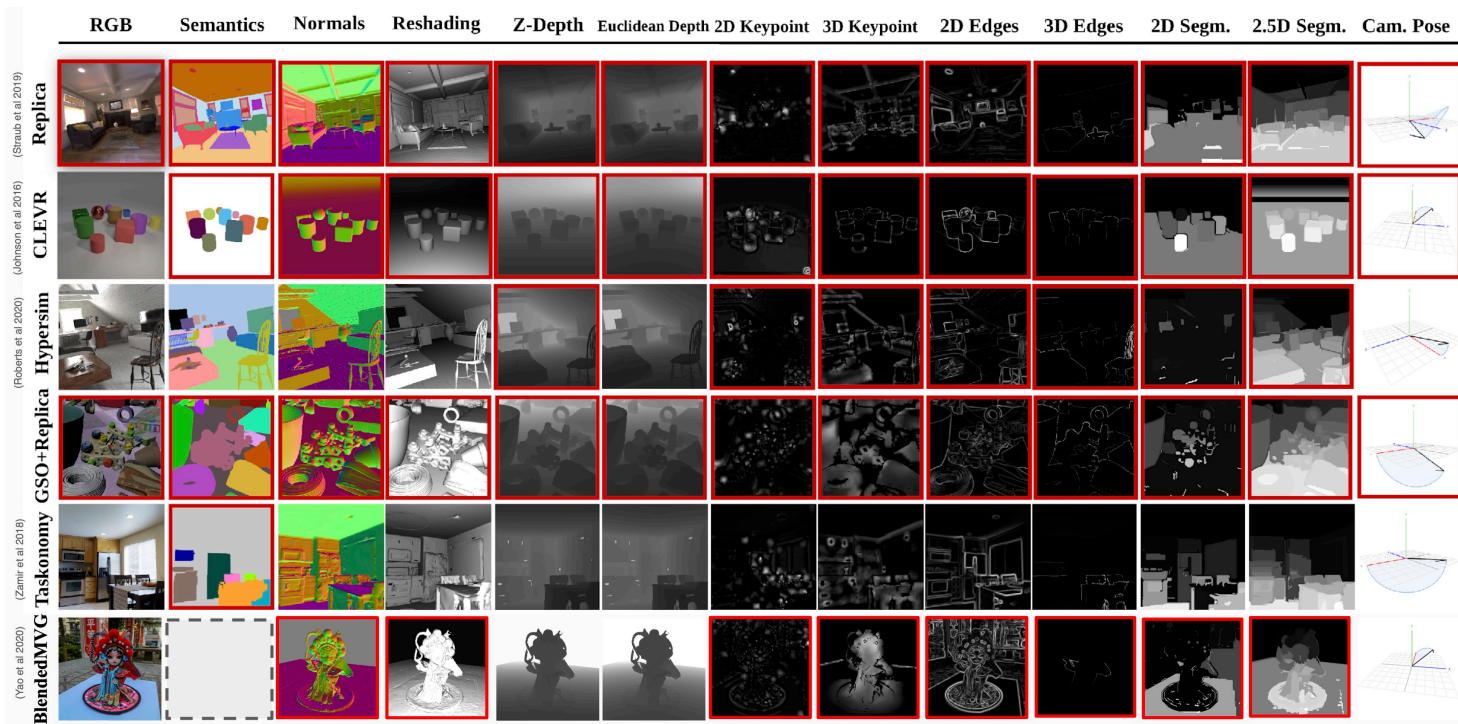 RGB Semantics Normals Reshading Z-Depth Euclidean Depth 2D Keypoint 3D Keypoint 2D Edges 3D Edges 2D Segm. 2.5D Segm. Cam. Pose
(Straub et al 2019)
Replica
(Johnson et al 2016)
CLEVR
(Roberts et al 2020)
Hypersim
GSO+Replica
(Zamir et al 2018)
Taskonomy
(Yao et al 2020)
BlendedMVG